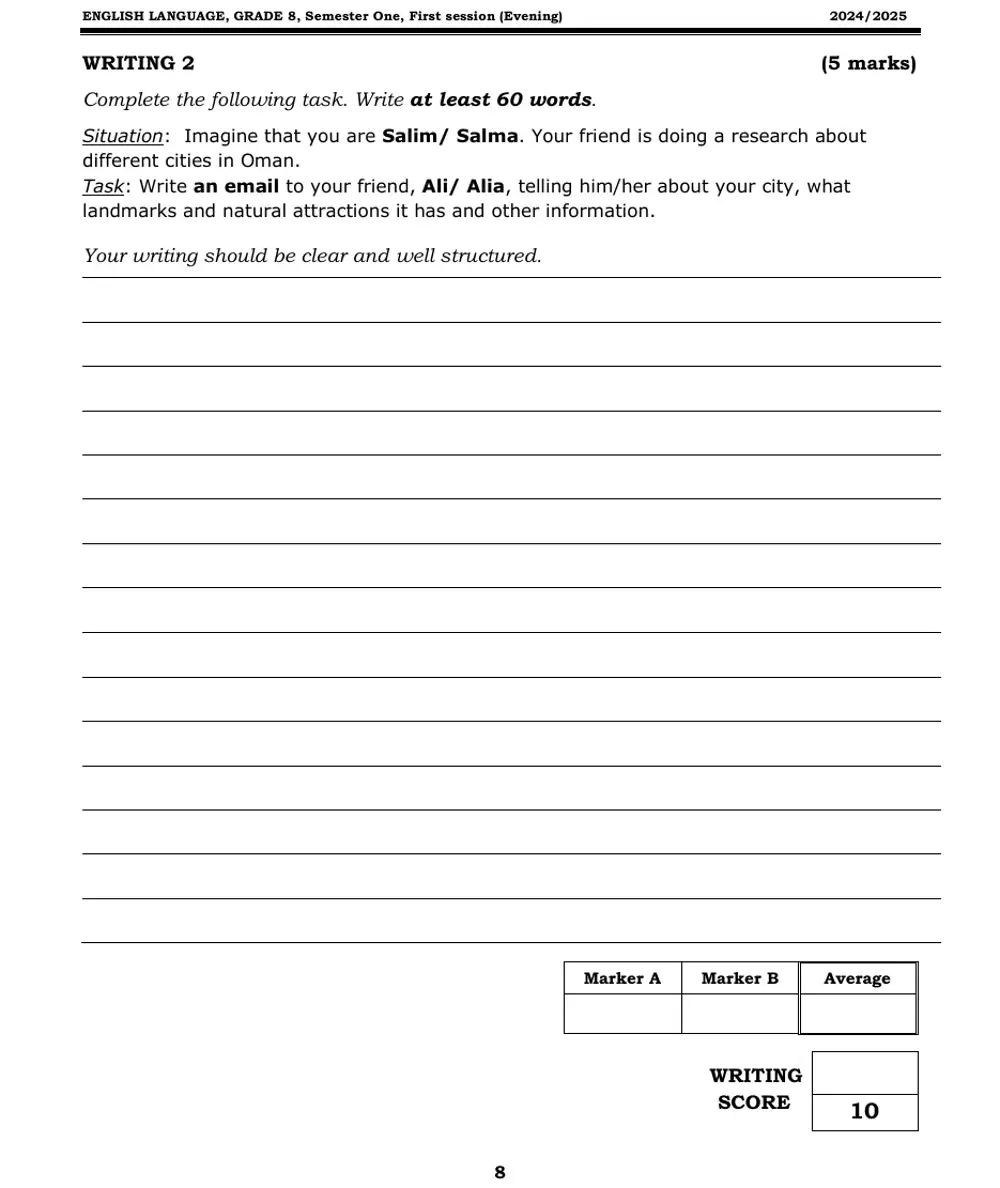 ENGLISH LANGUAGE, GRADE 8, Semester One, First session (Evening) 2024/2025
WRITING 2 (5 marks)
Complete the following task. Write at least 60 words.
Situation: Imagine that you are Salim/ Salma. Your friend is doing a research about
different cities in Oman.
Task: Write an email to your friend, Ali/ Alia, telling him/her about your city, what
landmarks and natural attractions it has and other information.
Your writing should be clear and well structured.
Marker A Marker B Average
WRITING
SCORE
10
8